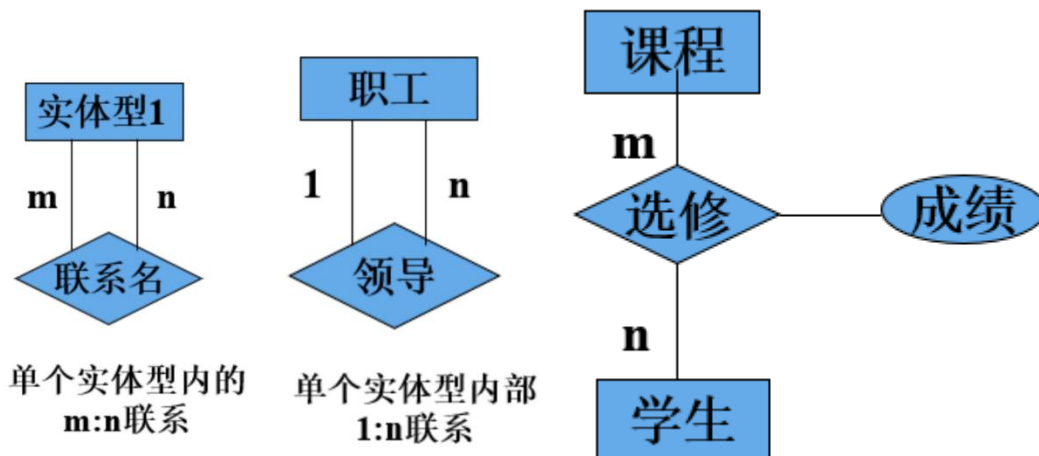 实体型1
m
n
联系名
单个实体型内的
m:n联系
职工
1
n
领导
单个实体型内部
1:n联系
课程
m
选修
成绩
n
学生